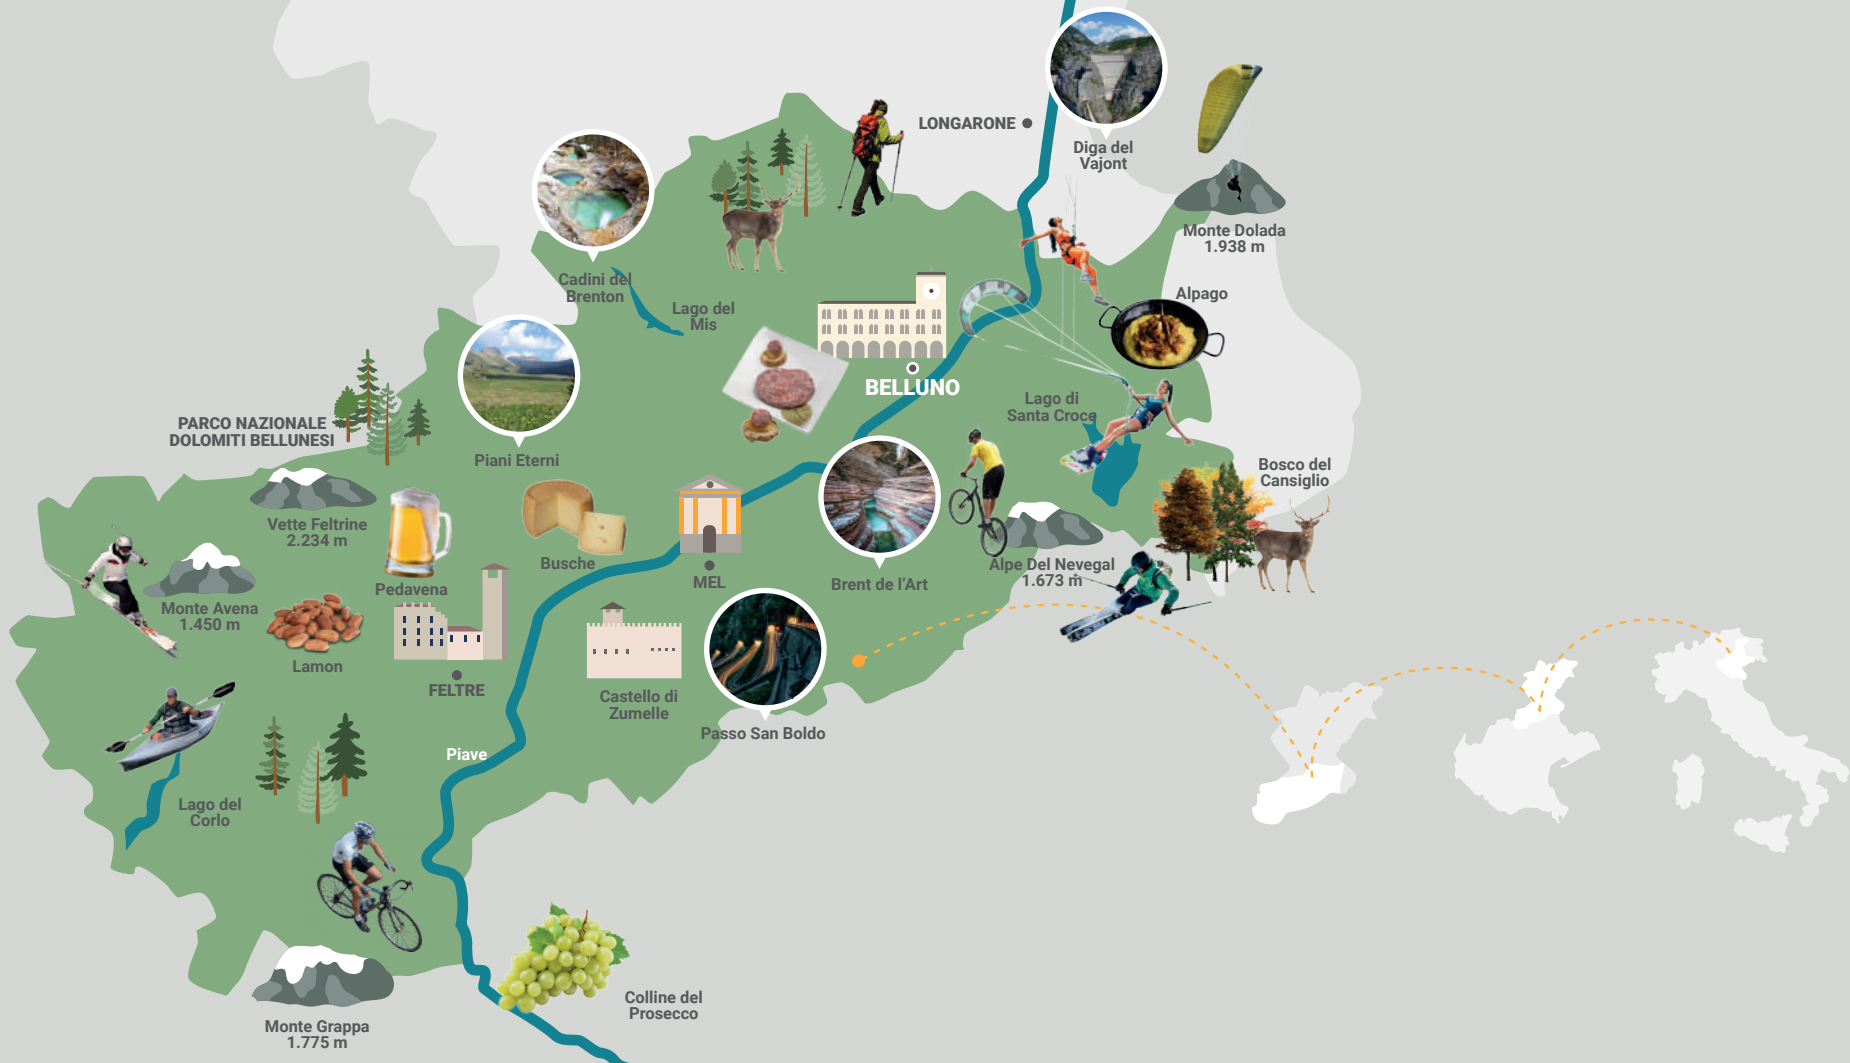 LONGARONE
Diga del
Vajont
Monte Dolada
1.938 m
Cadini del
Brenton
Lago del
Mis
Alpago
BELLUNO
Lago di
Santa Croce
PARCO NAZIONALE
DOLOMITI BELLUNESI
Piani Eterni
Bosco del
Cansiglio
Vette Feltrine
2.234 m
Busche
Pedavena
MEL
Brent de l'Art
Alpe Del Nevegal
1.673 m
Monte Avena
1.450 m
Lamon
FELTRE
Castello di
Zumelle
Passo San Boldo
Piave
Lago del
Corlo
Colline del
Prosecco
Monte Grappa
1.775 m